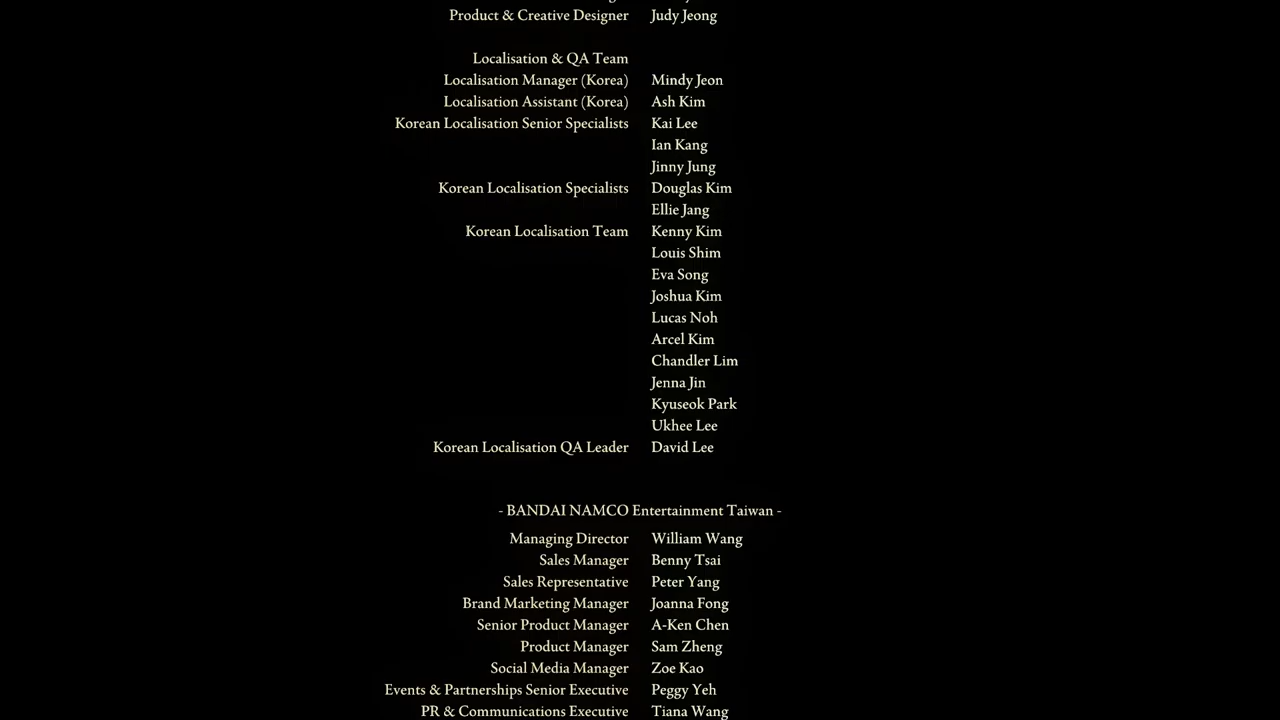 Product & Creative Designer Judy Jeong
Localisation & QA Team
Localisation Manager (Korea) Mindy Jeon
Localisation Assistant (Korea) Ash Kim
Korean Localisation Senior Specialists Kai Lee
Ian Kang
Jinny Jung
Korean Localisation Specialists Douglas Kim
Ellie Jang
Korean Localisation Team Kenny Kim
Louis Shim
Eva Song
Joshua Kim
Lucas Noh
Arcel Kim
Chandler Lim
Jenna Jin
Kyuseok Park
Ukhee Lee
Korean Localisation QA Leader David Lee
- BANDAI NAMCO Entertainment Taiwan -
Managing Director William Wang
Sales Manager Benny Tsai
Sales Representative Peter Yang
Brand Marketing Manager Joanna Fong
Senior Product Manager A-Ken Chen
Product Manager Sam Zheng
Social Media Manager Zoe Kao
Events & Partnerships Senior Executive Peggy Yeh
PR & Communications Executive Tiana Wang